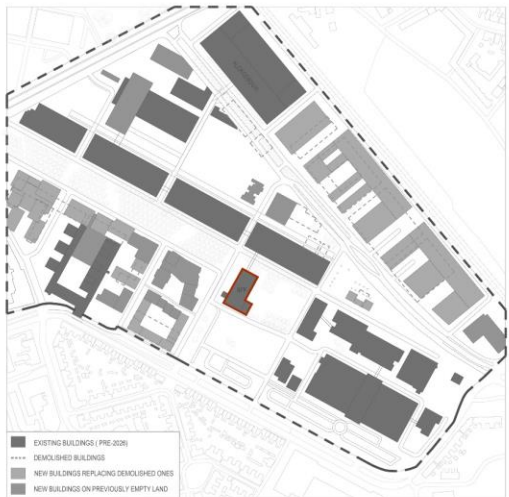 EXISTING BUILDINGS ( PRE-2026)
DEMOLISHED BUILDINGS
NEW BUILDINGS REPLACING DEMOLISHED ONES
NEW BUILDINGS ON PREVIOUSLY EMPTY LAND